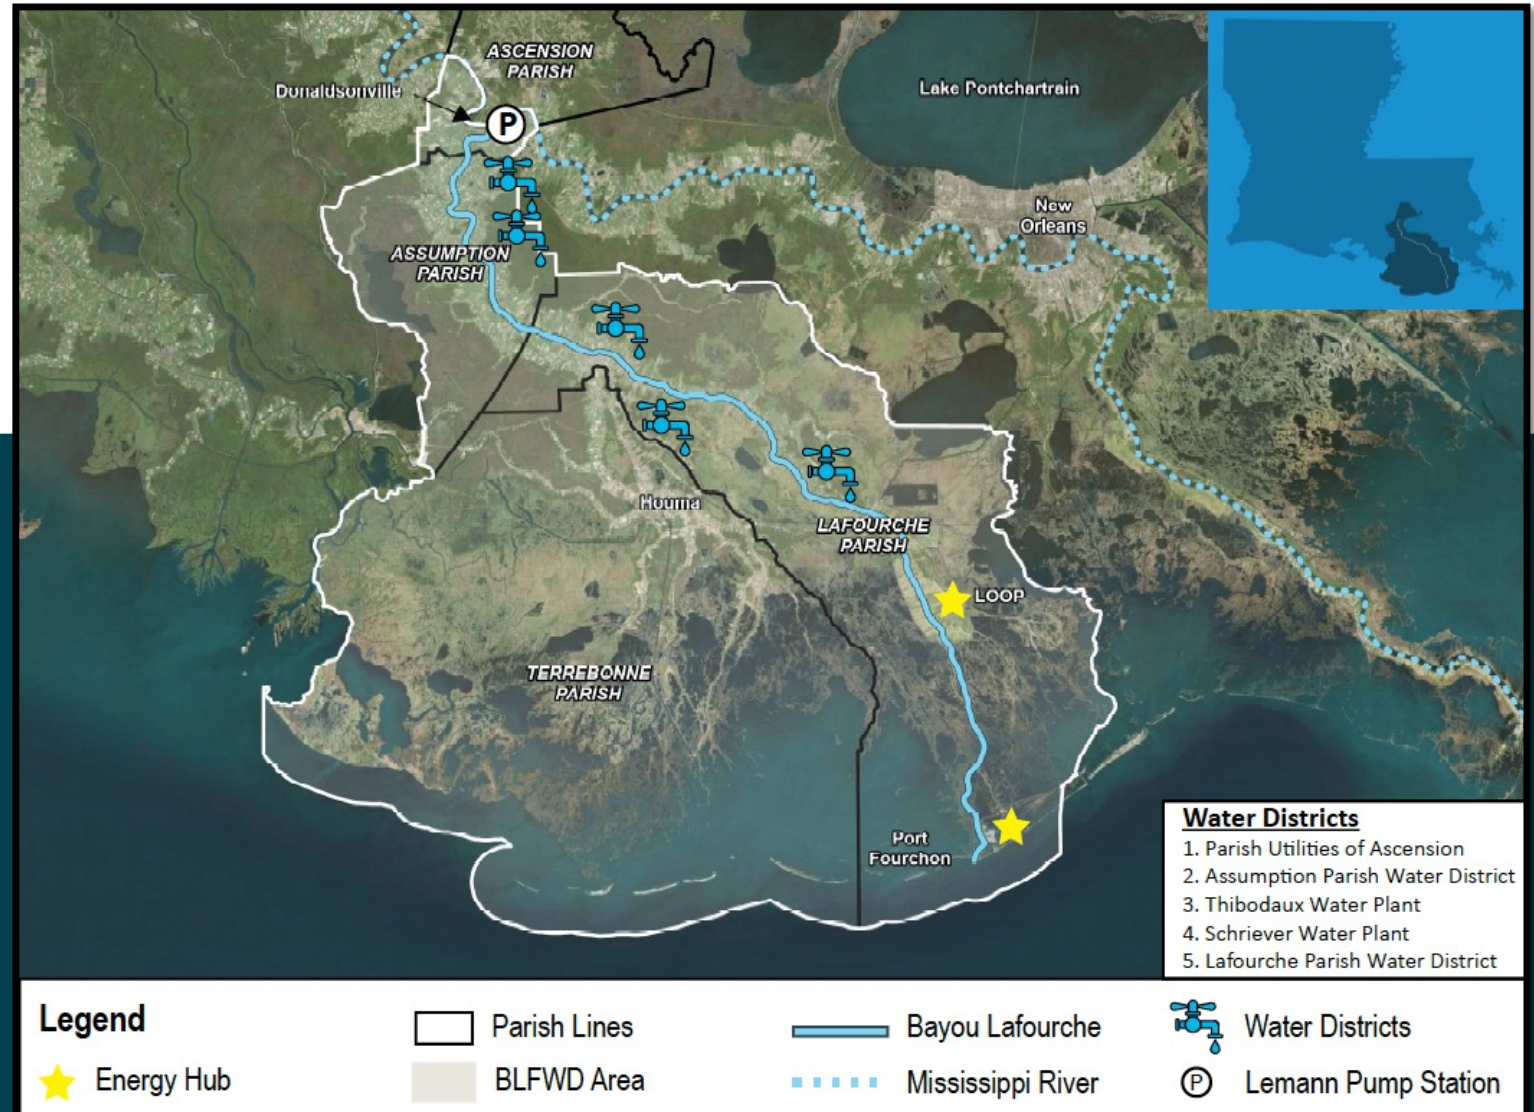 ASCENSION
PARISH
Donaldsonville
P
Lake Pontchartrain
New
Orleans
ASSUMPTION
PARISH
Houma
LAFOURCHE
PARISH
LOOP
TERREBONNE
PARISH
Port
Fourchon
Water Districts
1. Parish Utilities of Ascension
2. Assumption Parish Water District
3. Thibodaux Water Plant
4. Schriever Water Plant
5. Lafourche Parish Water District
Legend
Parish Lines
Bayou Lafourche
Water Districts
Energy Hub
BLFWD Area
Mississippi River
P Lemann Pump Station